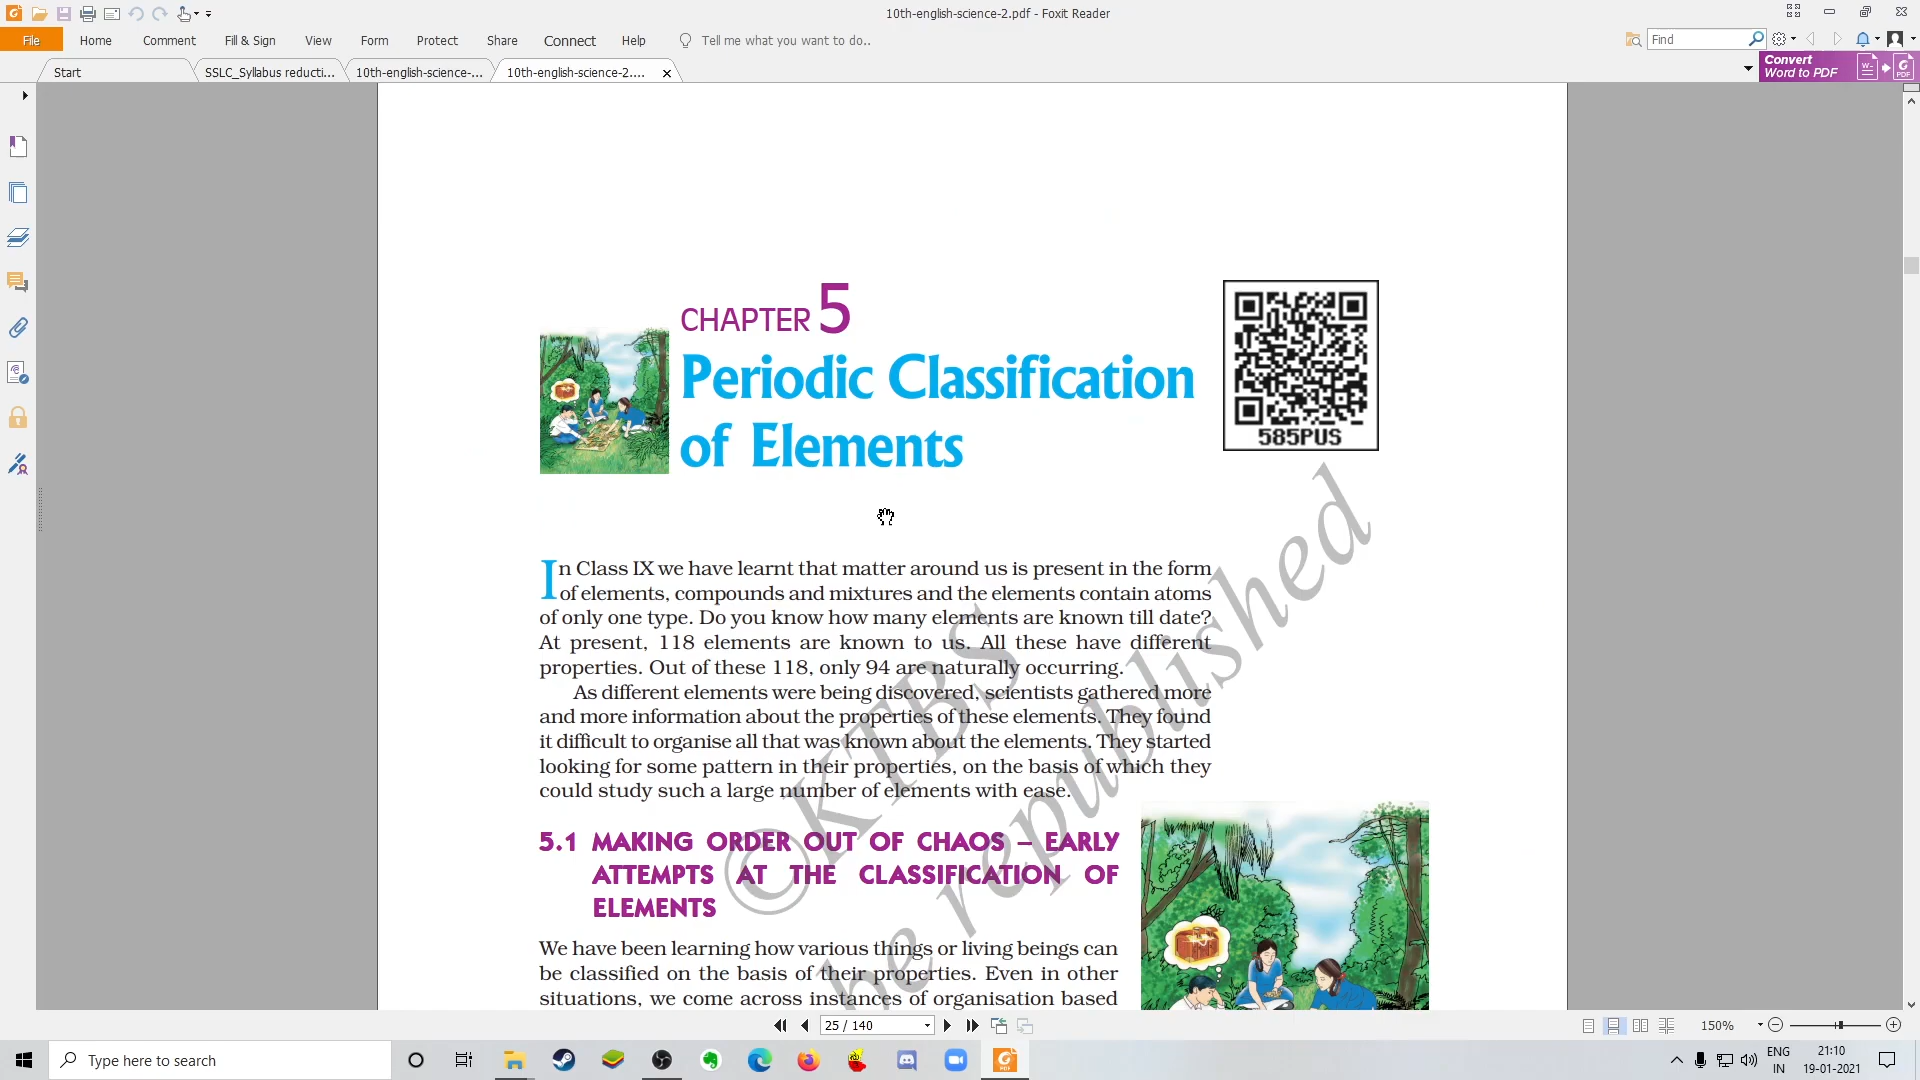 10th-english-science-2.pdf - Foxit Reader
File Home Comment Fill & Sign View Form Protect Share Connect Help Tell me what you want to do.. Find
Start SSLC_Syllabus reducti... 10th-english-science-... 10th-english-science-2....
Convert
Word to PDF
CHAPTER 5
Periodic Classification
of Elements
585PUS
In Class IX we have learnt that matter around us is present in the form
of elements, compounds and mixtures and the elements contain atoms
of only one type. Do you know how many elements are known till date?
At present, 118 elements are known to us. All these have different
properties. Out of these 118, only 94 are naturally occurring.
As different elements were being discovered, scientists gathered more
and more information about the properties of these elements. They found
it difficult to organise all that was known about the elements. They started
looking for some pattern in their properties, on the basis of which they
could study such a large number of elements with ease.
5.1 MAKING ORDER OUT OF CHAOS – EARLY
ATTEMPTS AT THE CLASSIFICATION OF
ELEMENTS
We have been learning how various things or living beings can
be classified on the basis of their properties. Even in other
situations, we come across instances of organisation based
©KTBS
be republished
25 / 140
150%
Type here to search
ENG
IN
21:10
19-01-2021